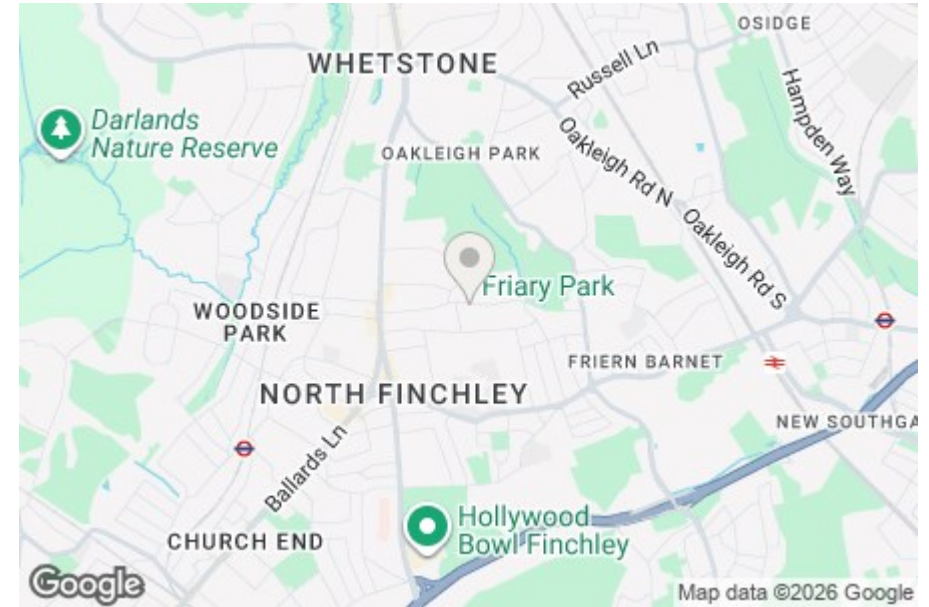 OSIDGE
WHETSTONE
Russell Ln
Hampden Way
Darlands
Nature Reserve
OAKLEIGH PARK
Oakleigh Rd N
Oakleigh Rd S
Friary Park
WOODSIDE
PARK
FRIERN BARNET
NORTH FINCHLEY
NEW SOUTHGA
Ballards Ln
Hollywood
Bowl Finchley
CHURCH END
Google
Map data ©2026 Google